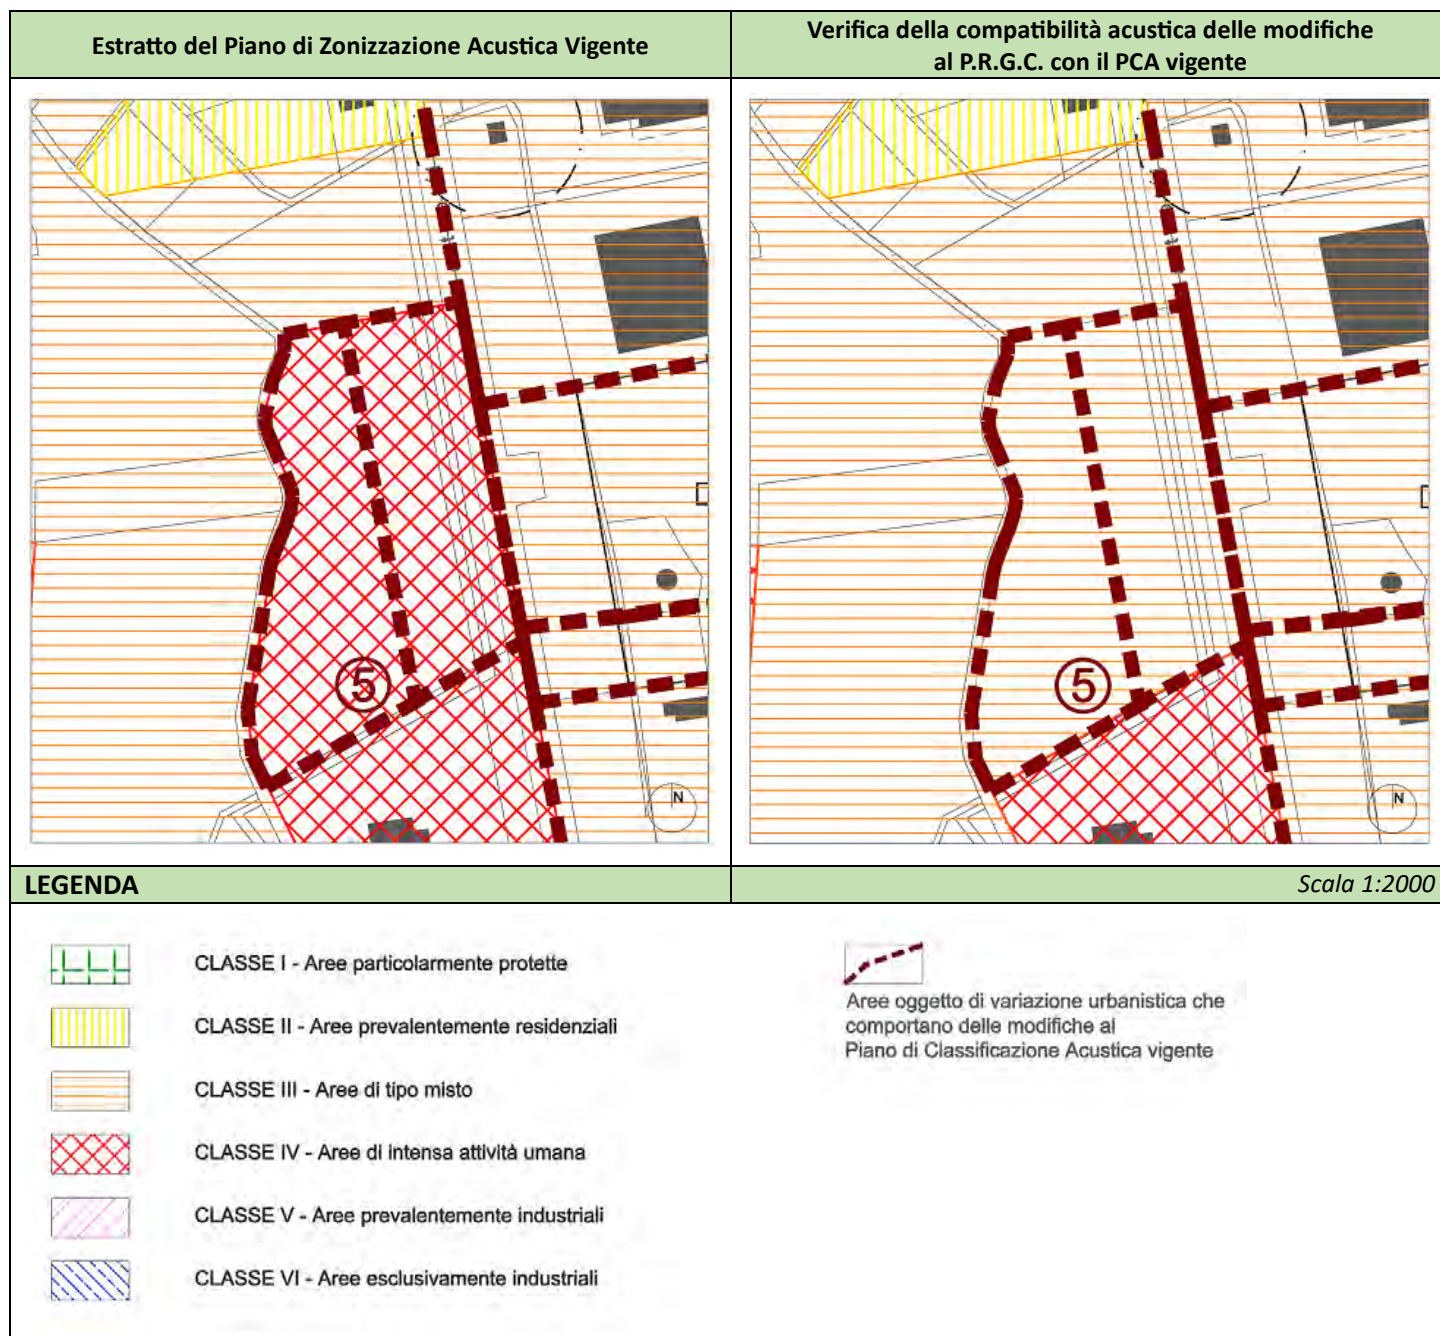 Estratto del Piano di Zonizzazione Acustica Vigente
Verifica della compatibilità acustica delle modifiche
al P.R.G.C. con il PCA vigente
5
N
5
N
LEGENDA
Scala 1:2000
CLASSE I - Aree particolarmente protette
CLASSE II - Aree prevalentemente residenziali
CLASSE III - Aree di tipo misto
CLASSE IV - Aree di intensa attività umana
CLASSE V - Aree prevalentemente industriali
CLASSE VI - Aree esclusivamente industriali
Aree oggetto di variazione urbanistica che
comportano delle modifiche al
Piano di Classificazione Acustica vigente